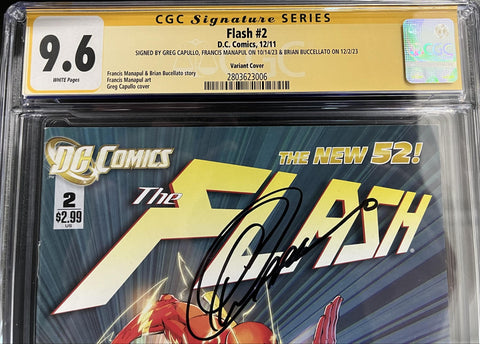 CGC Signature SERIES
9.6
WHITE Pages
Flash #2
D.C. Comics, 12/11
SIGNED BY GREG CAPULLO, FRANCIS MANAPUL ON 10/14/23 & BRIAN BUCCELLATO ON 12/2/23
Variant Cover
Francis Manapul & Brian Bucellato story
Francis Manapul art
Greg Capullo cover
2803623006
DC COMICS
THE NEW 52!
2
$2.99
US
The FLASH